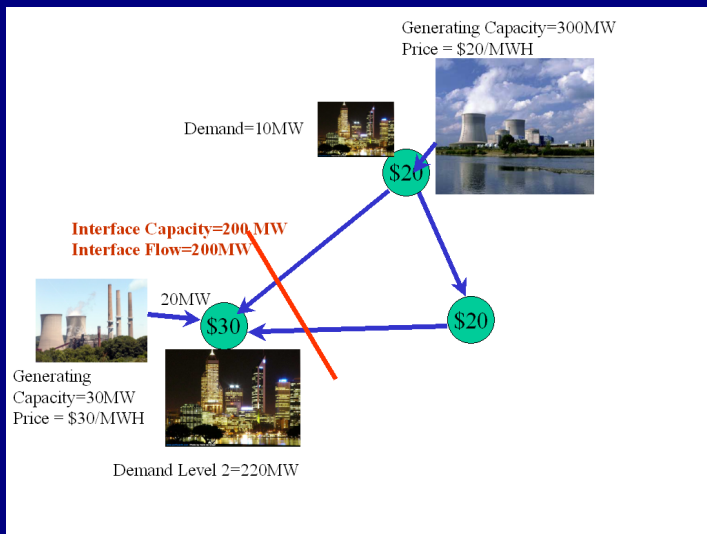 Generating Capacity=300MW
Price = $20/MWH
Demand=10MW
$20
Interface Capacity=200 MW
Interface Flow=200MW
20MW
$30
$20
Generating
Capacity=30MW
Price = $30/MWH
Demand Level 2=220MW